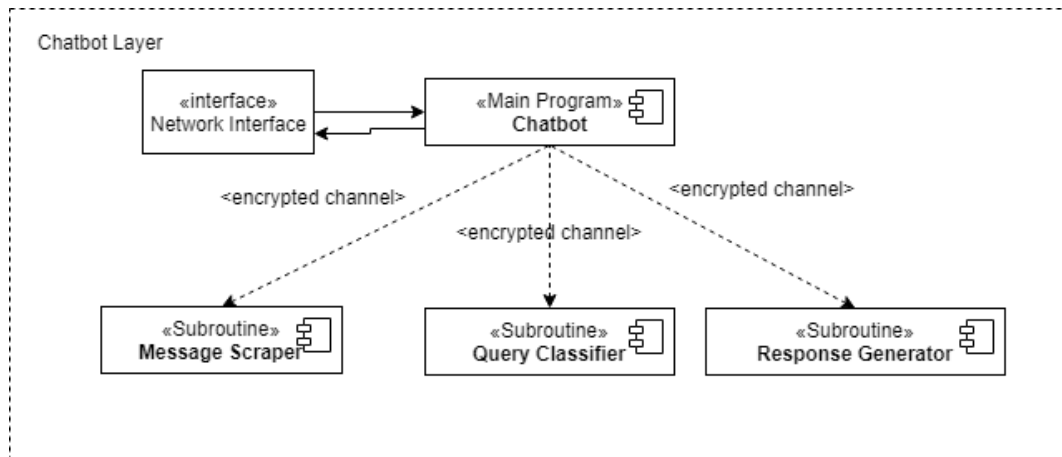 Chatbot Layer
«interface»
Network Interface
«Main Program»
Chatbot
<encrypted channel>
<encrypted channel>
<encrypted channel>
«Subroutine»
Message Scraper
«Subroutine»
Query Classifier
«Subroutine»
Response Generator